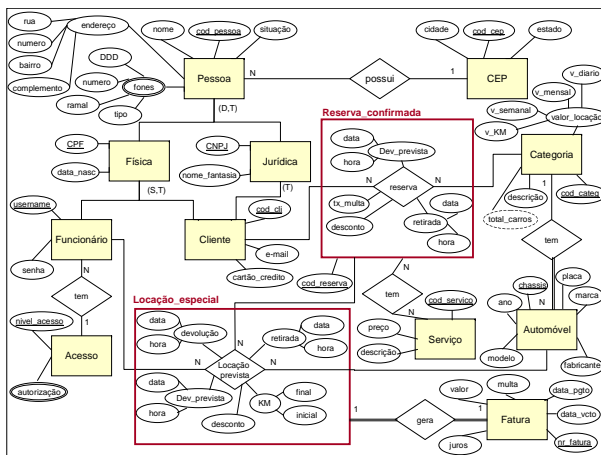 rua
endereço
nome
cod_pessoa
situação
cidade
cod_cep
estado
numero
DDD
bairro
numero
fones
Pessoa
N
possui
1
CEP
complemento
ramal
tipo
v_diario
v_mensal
v_semanal
valor_locação
v_KM
(D,T)
Reserva_confirmada
data
Dev_prevista
hora
CPF
CNPJ
Física
Jurídica
Categoria
data_nasc
nome_fantasia
(S,T)
(T)
N
reserva
N
data
tx_multa
retirada
desconto
hora
descrição
1
cod_categ
total_carros
username
cod_cli
Funcionário
Cliente
e-mail
cartão_credito
senha
N
tem
1
cod_reserva
N
tem
N
cod_serviço
preço
Serviço
descrição
tem
N
placa
chassis
ano
marca
Automóvel
modelo
fabricante
nivel_acesso
Acesso
autorização
Locação_especial
data
devolução
hora
retirada
data
hora
N
N
Locação
prevista
N
data
Dev_prevista
hora
KM
final
inicial
desconto
1
gera
1
valor
multa
data_pgto
data_vcto
Fatura
juros
nr_fatura